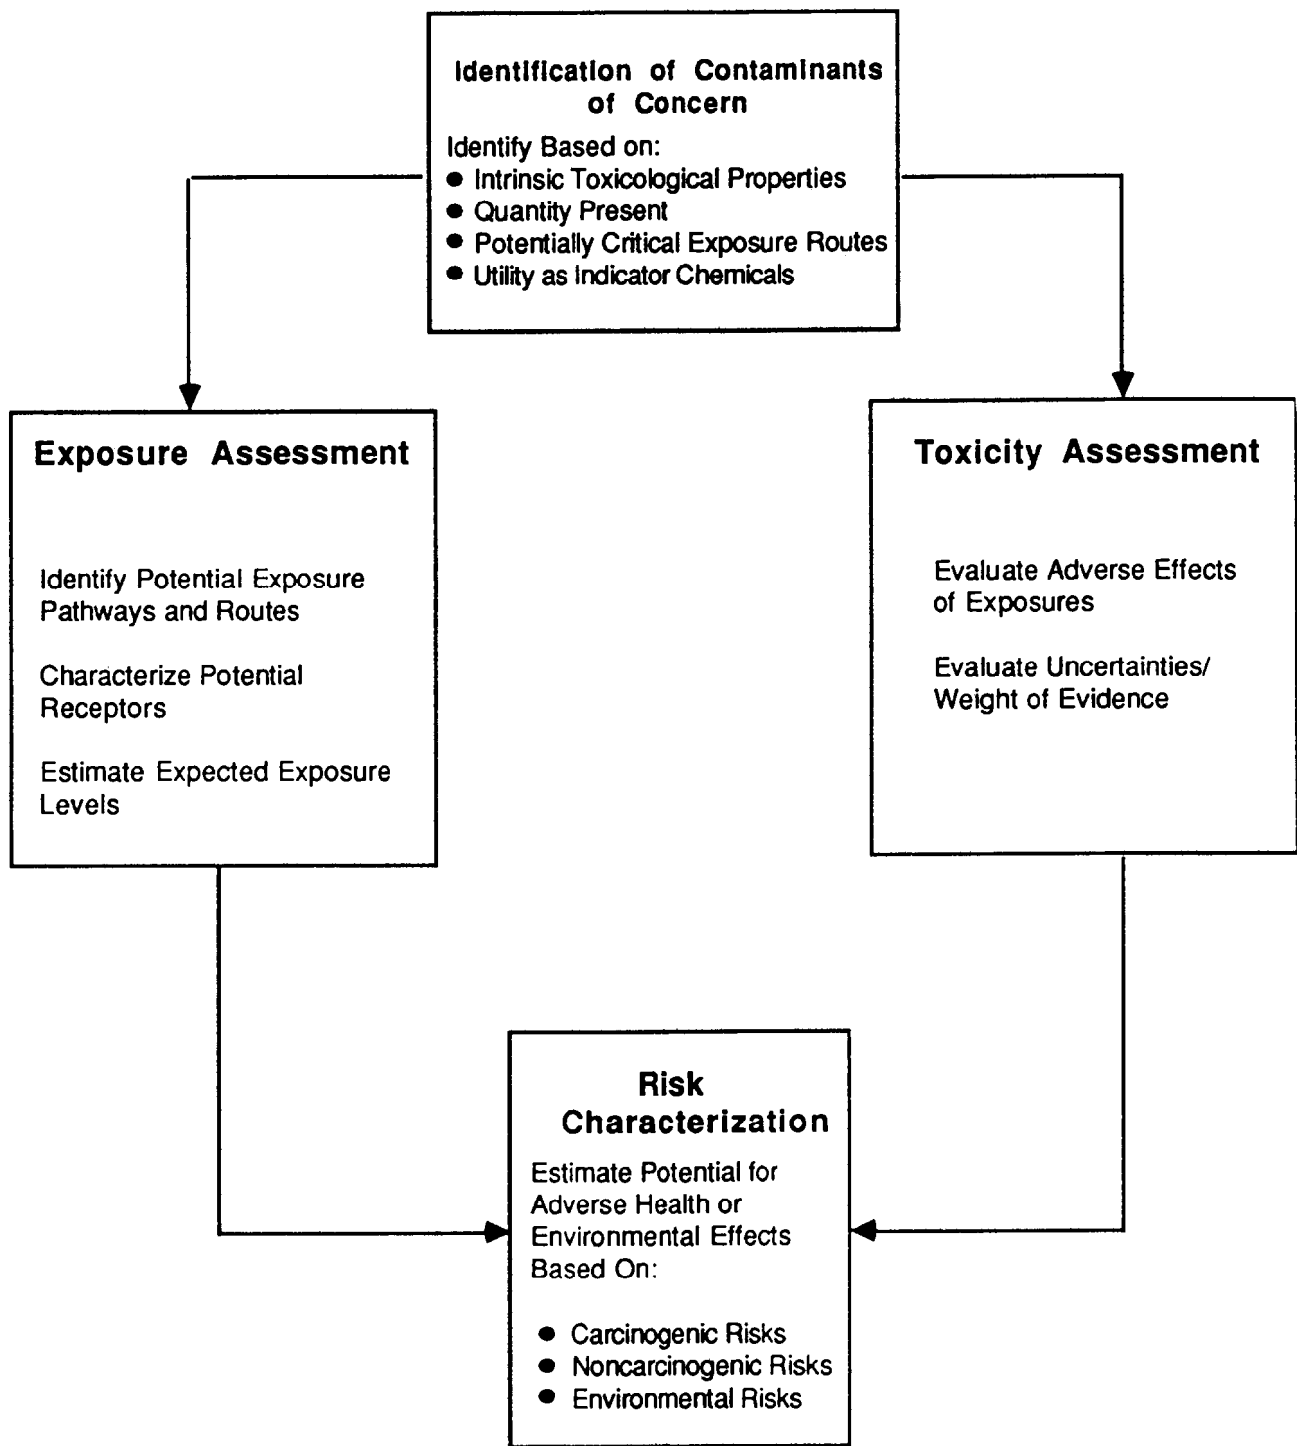 Identification of Contaminants
of Concern
Identify Based on:
● Intrinsic Toxicological Properties
● Quantity Present
● Potentially Critical Exposure Routes
● Utility as Indicator Chemicals
Exposure Assessment
Identify Potential Exposure
Pathways and Routes
Characterize Potential
Receptors
Estimate Expected Exposure
Levels
Toxicity Assessment
Evaluate Adverse Effects
of Exposures
Evaluate Uncertainties/
Weight of Evidence
Risk
Characterization
Estimate Potential for
Adverse Health or
Environmental Effects
Based On:
● Carcinogenic Risks
● Noncarcinogenic Risks
● Environmental Risks